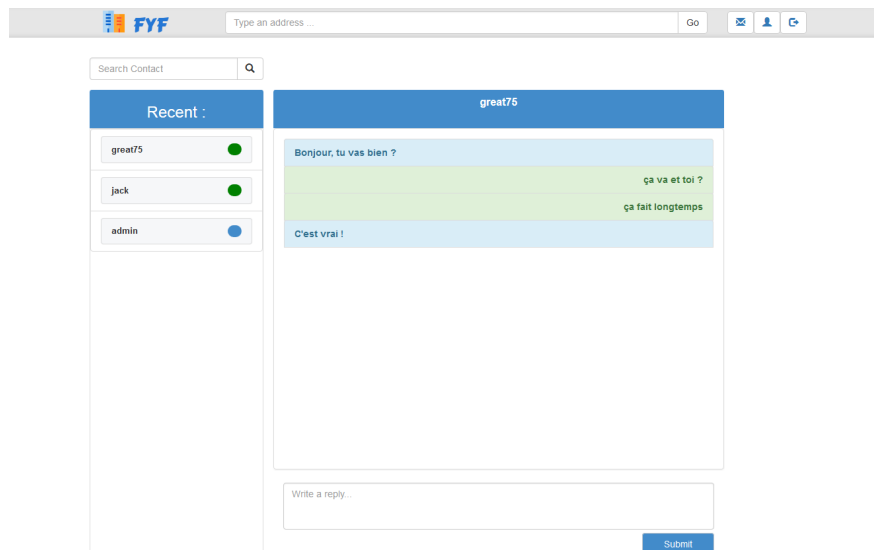 FYF
Type an address ...
Go
Search Contact
Recent :
great75
jack
admin
great75
Bonjour, tu vas bien ?
ça va et toi ?
ça fait longtemps
C'est vrai !
Write a reply...
Submit